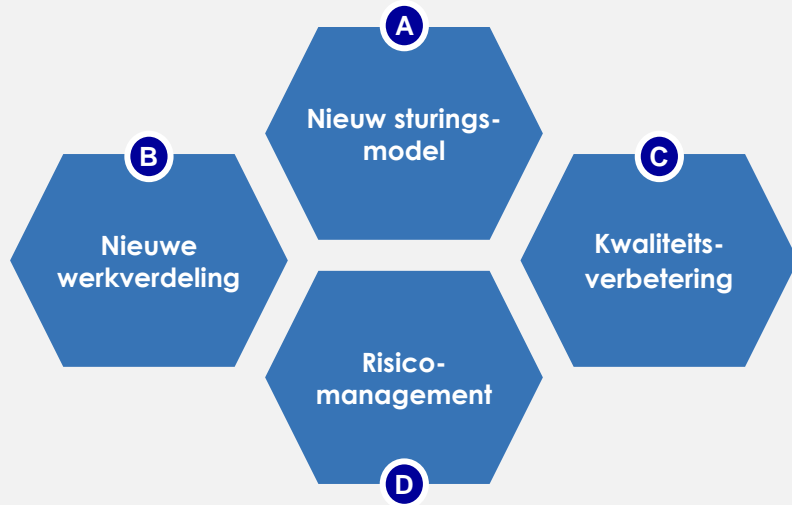 A
Nieuw sturings-
model
B
Nieuwe
werkverdeling
C
Kwaliteits-
verbetering
Risico-
management
D